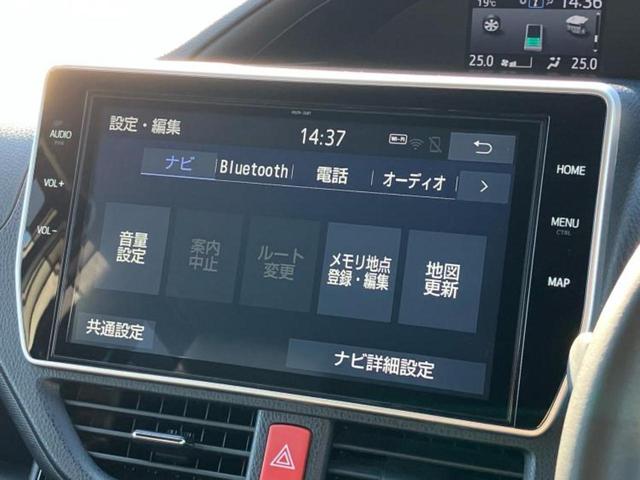 19℃
14:36
25.0
25.0
設定・編集
14:37
Wi-Fi
AUDIO
VOL+
VOL−
ナビ
Bluetooth
電話
オーディオ
HOME
MENU
CTRL
MAP
音量
設定
案内
中止
ルート
変更
メモリ地点
登録・編集
地図
更新
共通設定
ナビ詳細設定